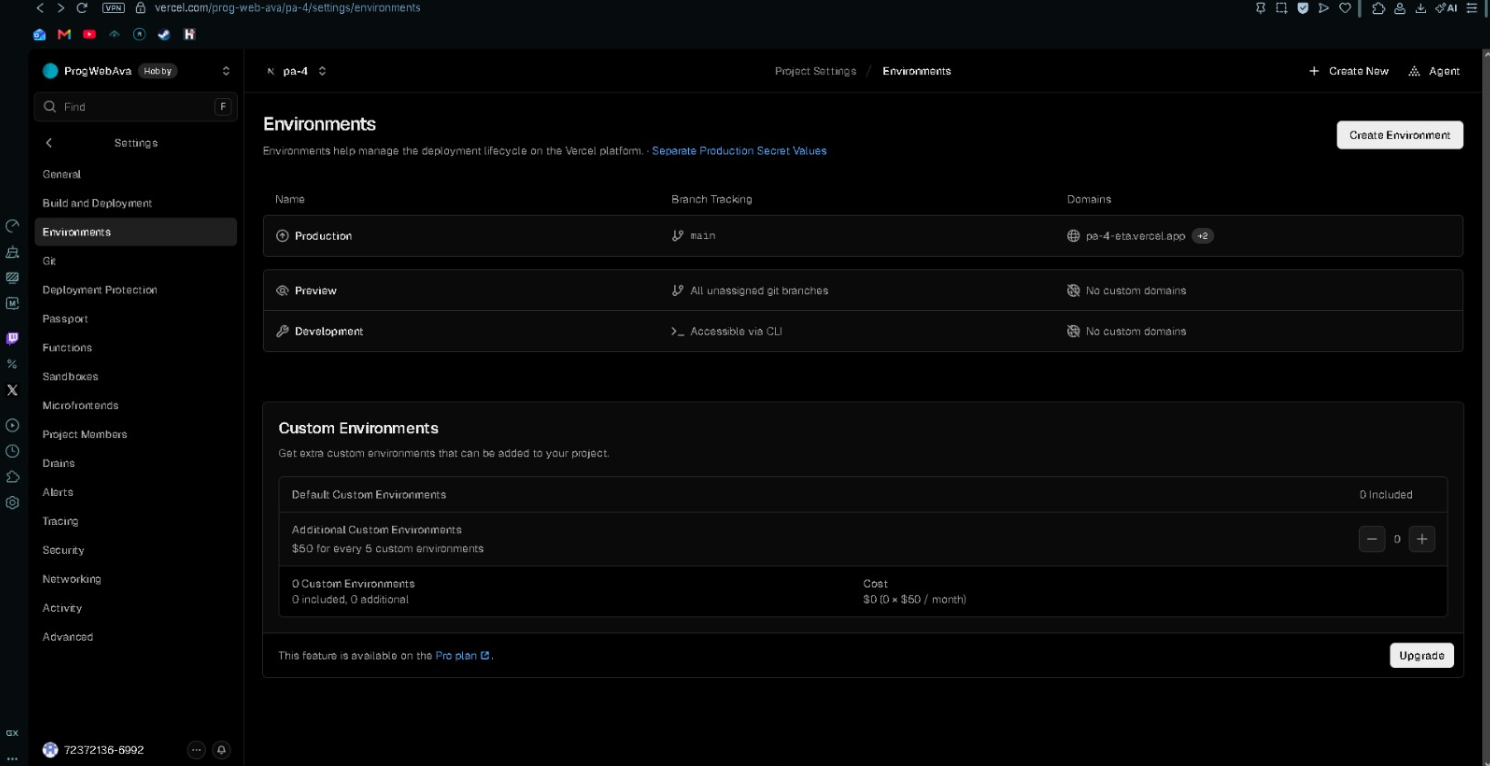 VPN vercel.com/prog-web-ava/pa-4/settings/environments AI
ProgWebAva Hobby
pa-4
Project Settings / Environments
+ Create New Agent
Find F
Settings
General
Build and Deployment
Environments
Git
Deployment Protection
Passport
Functions
Sandboxes
Microfrontends
Project Members
Drains
Alerts
Tracing
Security
Networking
Activity
Advanced
72372136-6992
GX
Environments
Environments help manage the deployment lifecycle on the Vercel platform. · Separate Production Secret Values
Create Environment
Name Branch Tracking Domains
Production main pa-4-eta.vercel.app +2
Preview All unassigned git branches No custom domains
Development Accessible via CLI No custom domains
Custom Environments
Get extra custom environments that can be added to your project.
Default Custom Environments 0 Included
Additional Custom Environments
$50 for every 5 custom environments
− 0 +
0 Custom Environments Cost
0 included, 0 additional $0 (0 × $50 / month)
This feature is available on the Pro plan.
Upgrade